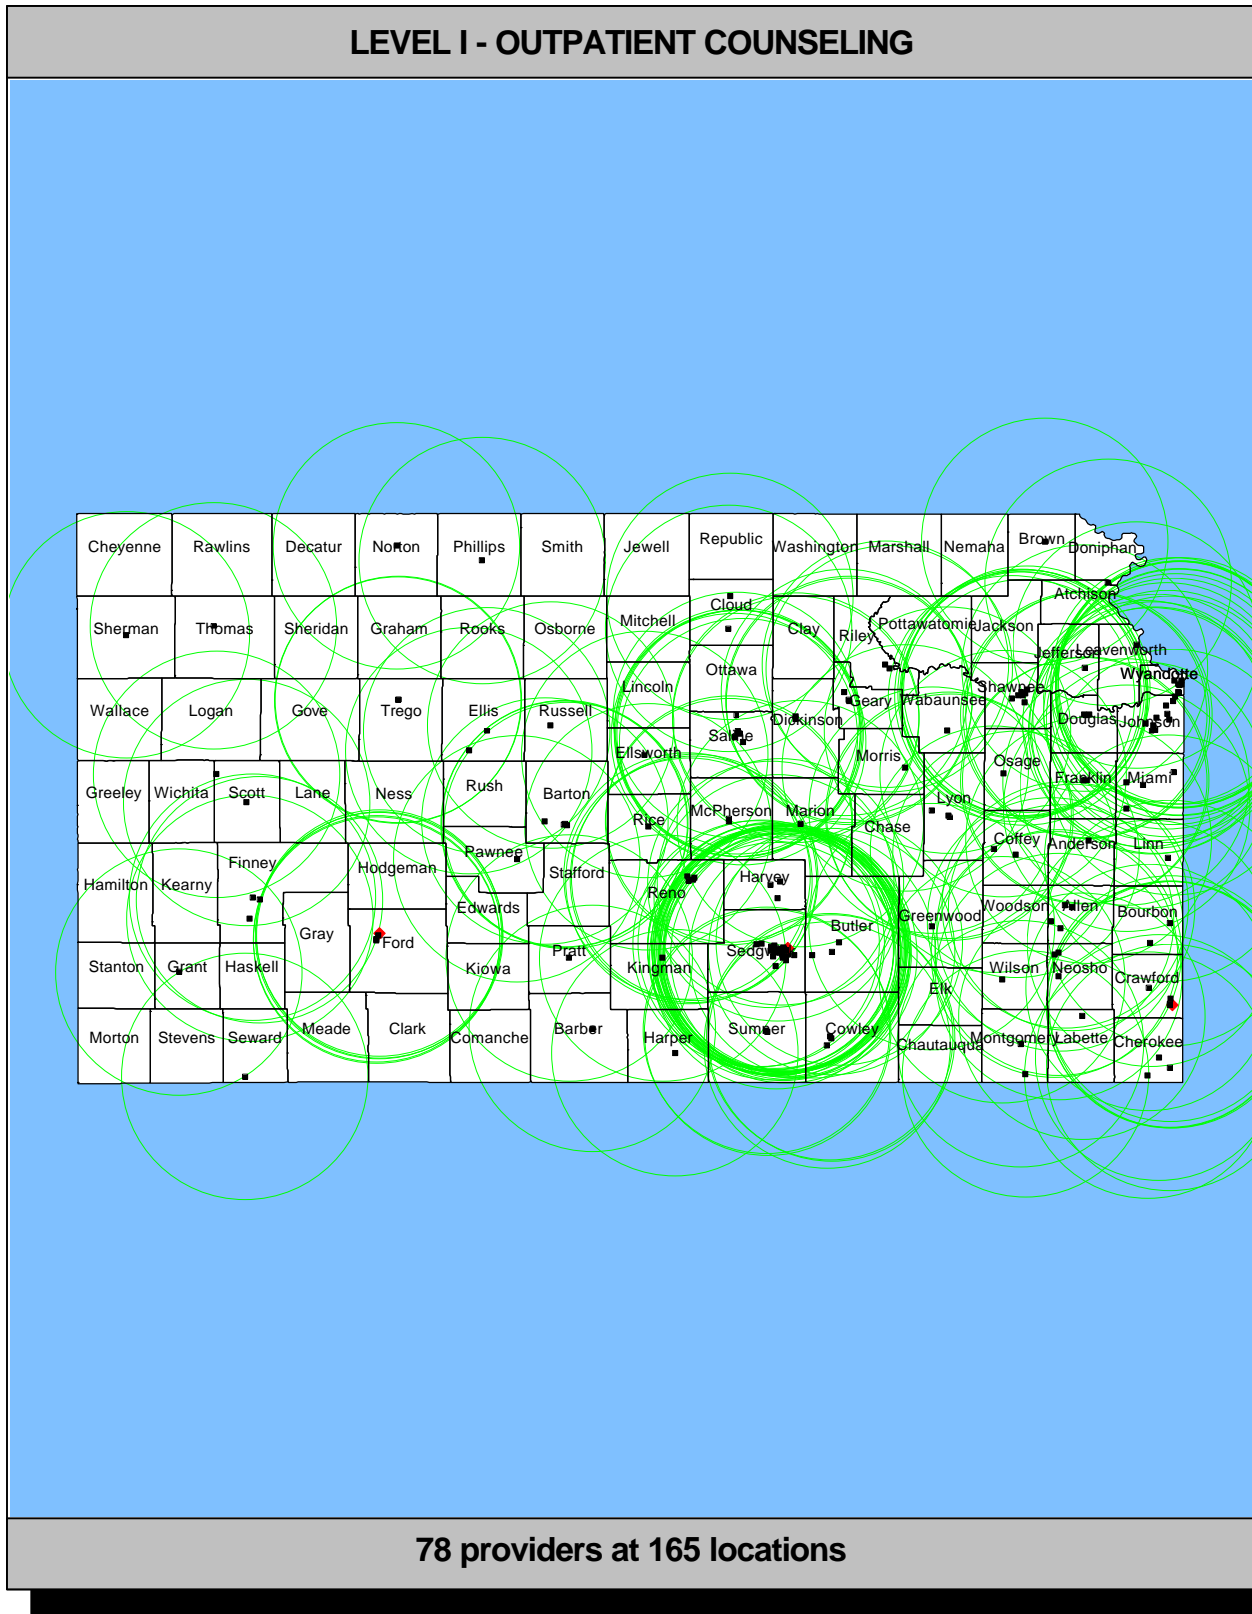 LEVEL I - OUTPATIENT COUNSELING
Cheyenne Rawlins Decatur Norton Phillips Smith Jewell Republic Washington Marshall Nemaha Brown Doniphan
Atchison
Sherman Thomas Sheridan Graham Rooks Osborne Mitchell Cloud Clay Riley Pottawatomie Jackson
Jefferson Leavenworth
Wyandotte
Ottawa
Lincoln
Shawnee
Wallace Logan Gove Trego Ellis Russell Dickinson Geary Wabaunsee Douglas Johnson
Saline
Ellsworth Morris Osage
Franklin Miami
Greeley Wichita Scott Lane Ness Rush Barton Lyon
Rice McPherson Marion Chase
Coffey Anderson Linn
Pawnee
Finney Hodgeman Stafford
Hamilton Kearny Reno Harvey
Edwards Greenwood Woodson Allen Bourbon
Gray Ford Sedgwick Butler
Stanton Grant Haskell Kiowa Pratt Kingman Wilson Neosho Crawford
Elk
Morton Stevens Seward Meade Clark Comanche Barber Harper Sumner Cowley Chautauqua Montgomery Labette Cherokee
78 providers at 165 locations